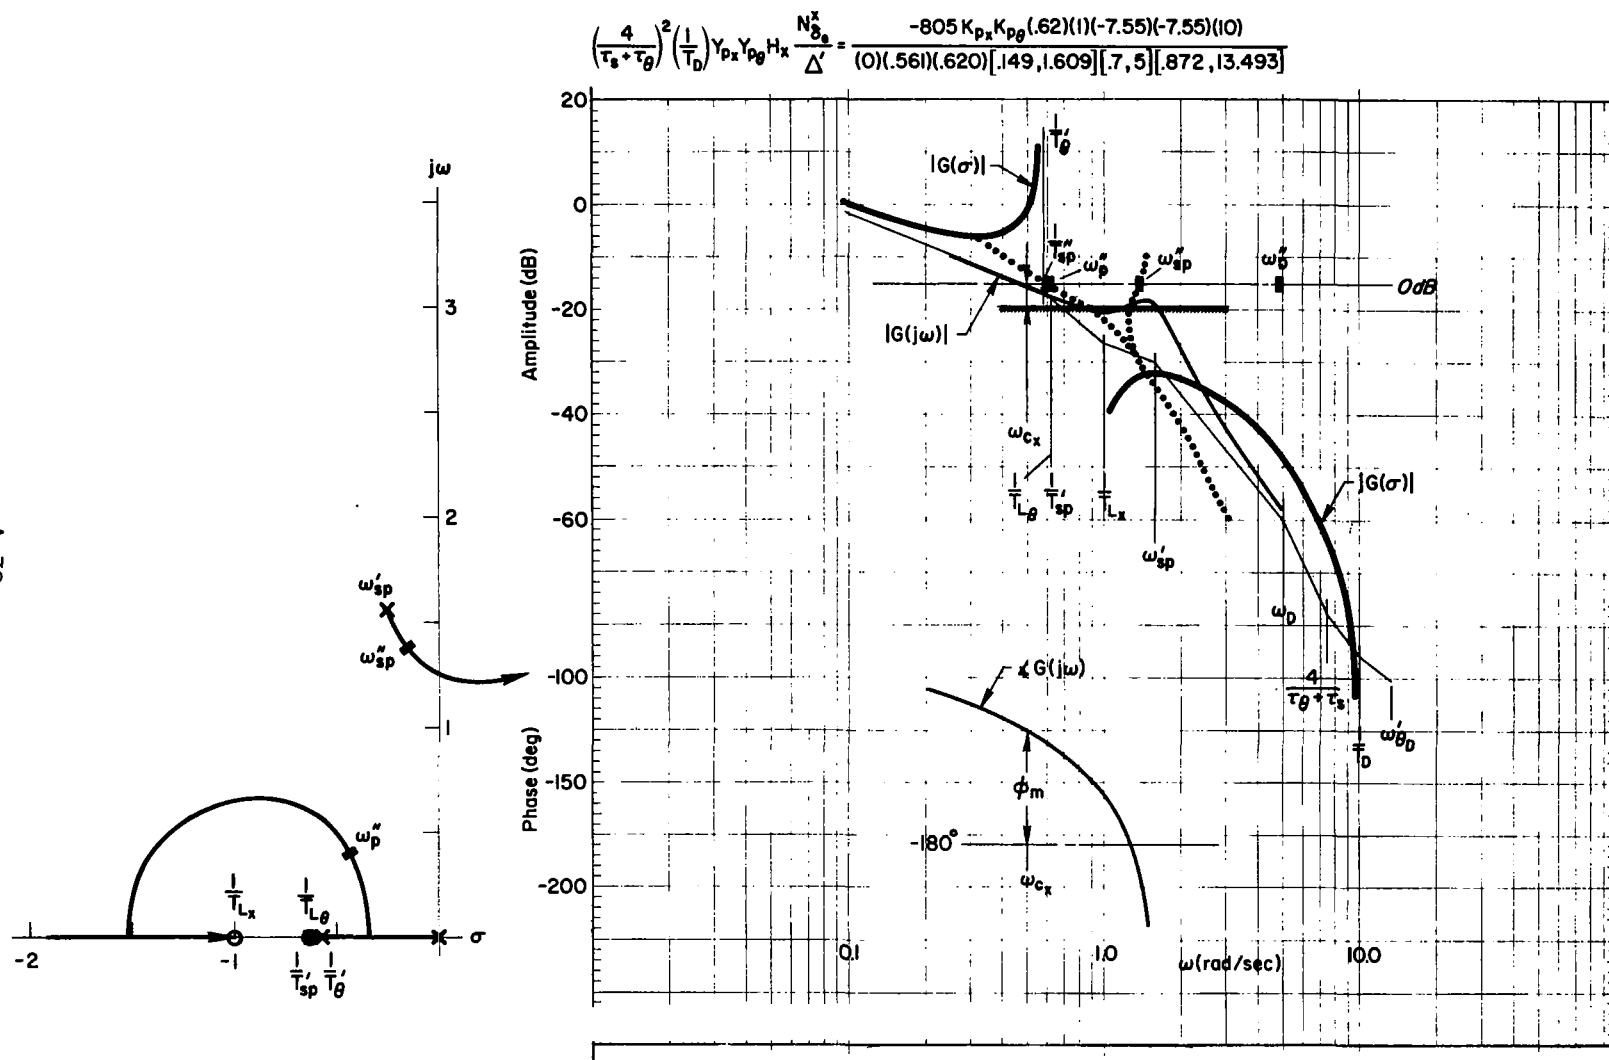 (4/τs + τθ)² (1/TD) Ypx Ypθ Hx N^x_δe/Δ′ = -805 Kpx Kpθ (.62)(1)(-7.55)(-7.55)(10) / (0)(.561)(.620)[.149,1.609][.7,5][.872,13.493]
20
0
-20
-40
-60
-100
-150
-180°
-200
Amplitude (dB)
Phase (deg)
|G(σ)|
1/T′θ
1/T″sp
ω″p
ω″sp
ω″D
0dB
|G(jω)|
ωcx
1/TLθ
1/T′sp
1/TLx
ω′sp
|G(σ)|
ωD
4/τθ + τs
1/TD
ω′θD
∡ G(jω)
ϕm
ωcx
0.1
1.0
10.0
ω(rad/sec)
jω
3
2
1
ω′sp
ω″sp
ω″p
1/TLx
1/TLθ
σ
-2
-1
1/T′sp
1/T′θ